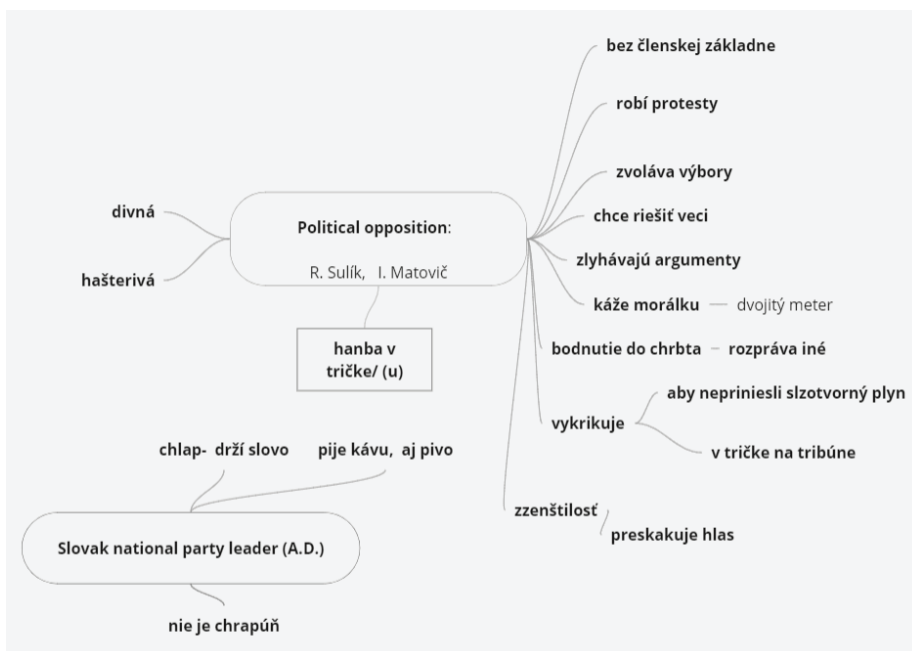 bez členskej základne
robí protesty
zvoláva výbory
chce riešiť veci
zlyhávajú argumenty
káže morálku
dvojitý meter
bodnutie do chrbta
rozpráva iné
vykrikuje
aby nepriniesli slzotvorný plyn
v tričke na tribúne
zzenštilosť
preskakuje hlas
divná
hašterivá
Political opposition:
R. Sulík, I. Matovič
hanba v
tričke/ (u)
chlap- drží slovo
pije kávu, aj pivo
Slovak national party leader (A.D.)
nie je chrapúň